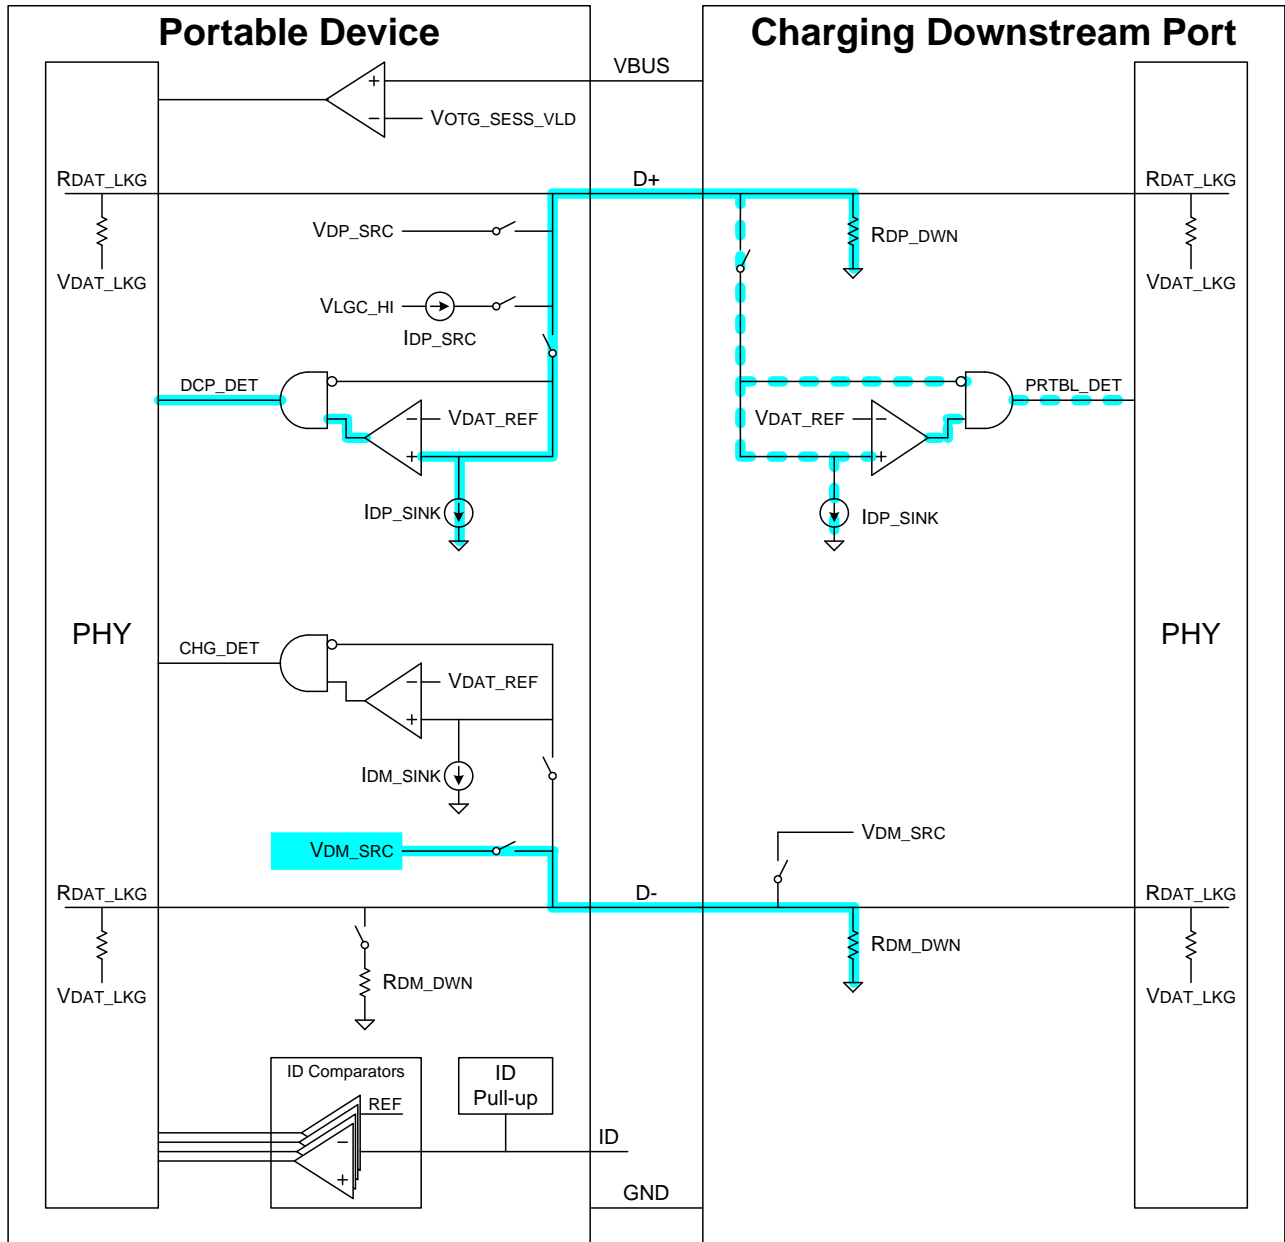 Portable Device
Charging Downstream Port
VBUS
+
−
VOTG_SESS_VLD
RDAT_LKG
D+
RDAT_LKG
VDP_SRC
RDP_DWN
VDAT_LKG
VDAT_LKG
VLGC_HI
IDP_SRC
DCP_DET
PRTBL_DET
VDAT_REF
−
VDAT_REF
−
+
+
IDP_SINK
IDP_SINK
PHY
PHY
CHG_DET
VDAT_REF
−
+
IDM_SINK
VDM_SRC
VDM_SRC
RDAT_LKG
D-
RDAT_LKG
RDM_DWN
RDM_DWN
VDAT_LKG
VDAT_LKG
ID Comparators
ID
Pull-up
REF
−
+
ID
GND